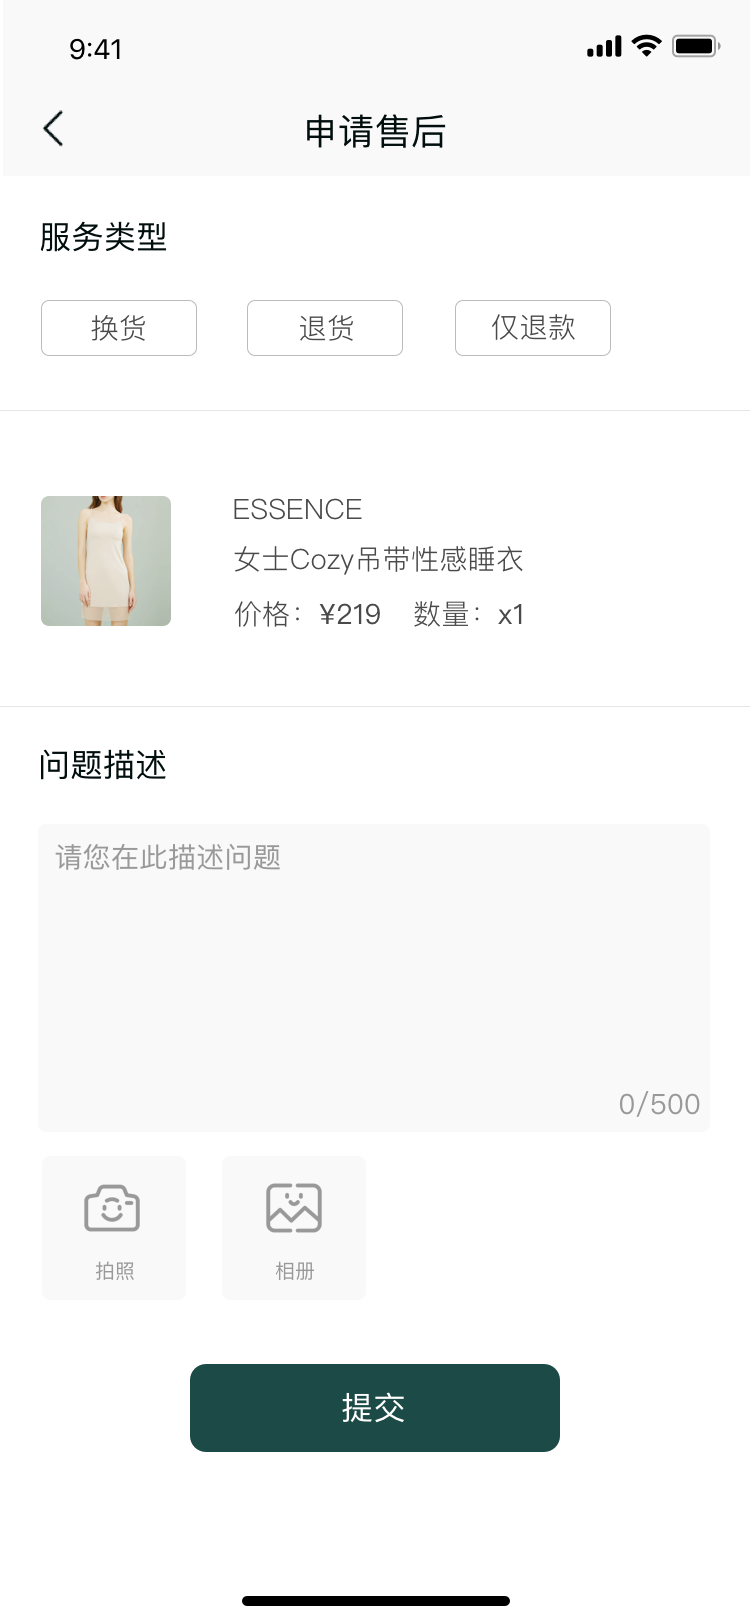 9:41
申请售后
服务类型
换货 退货 仅退款
ESSENCE
女士Cozy吊带性感睡衣
价格：¥219 数量：x1
问题描述
请您在此描述问题
0/500
拍照 相册
提交